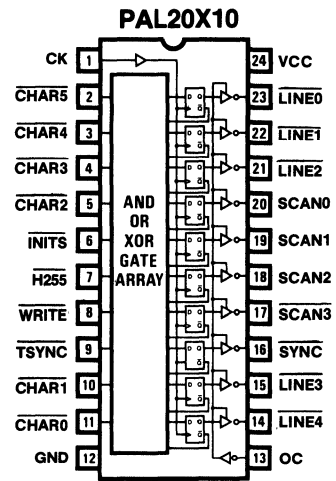 PAL20X10
CK 1 24 VCC
CHAR5 2 23 LINE0
CHAR4 3 22 LINE1
CHAR3 4 21 LINE2
CHAR2 5 20 SCAN0
INITS 6 19 SCAN1
H255 7 18 SCAN2
WRITE 8 17 SCAN3
TSYNC 9 16 SYNC
CHAR1 10 15 LINE3
CHAR0 11 14 LINE4
GND 12 13 OC
AND
OR
XOR
GATE
ARRAY